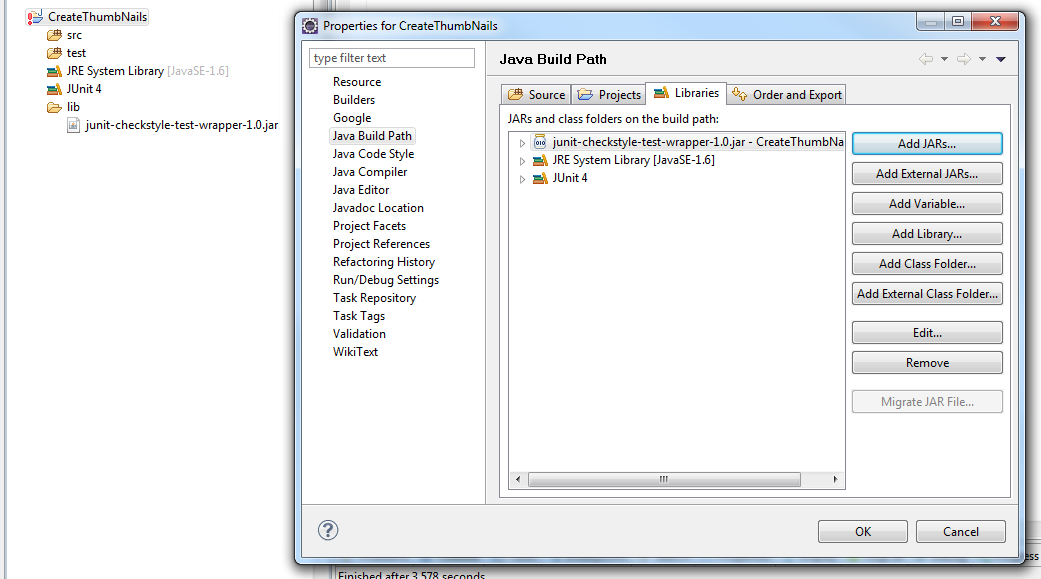 CreateThumbNails
src
test
JRE System Library [JavaSE-1.6]
JUnit 4
lib
junit-checkstyle-test-wrapper-1.0.jar
Properties for CreateThumbNails
type filter text
Resource
Builders
Google
Java Build Path
Java Code Style
Java Compiler
Java Editor
Javadoc Location
Project Facets
Project References
Refactoring History
Run/Debug Settings
Task Repository
Task Tags
Validation
WikiText
Java Build Path
Source
Projects
Libraries
Order and Export
JARs and class folders on the build path:
junit-checkstyle-test-wrapper-1.0.jar - CreateThumbNa
JRE System Library [JavaSE-1.6]
JUnit 4
Add JARs...
Add External JARs...
Add Variable...
Add Library...
Add Class Folder...
Add External Class Folder...
Edit...
Remove
Migrate JAR File...
OK
Cancel
ess
Finished after 3,578 seconds